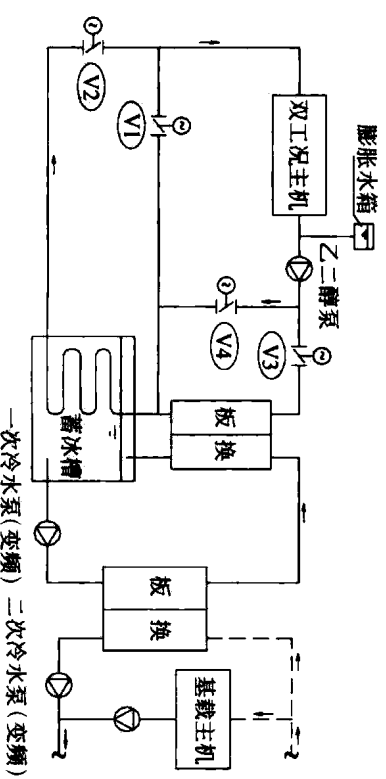 膨胀水箱
双工况主机
乙二醇泵
V2
V1
V4
V3
蓄冰槽
板
换
板
换
基载主机
一次冷水泵(变频)
二次冷水泵(变频)